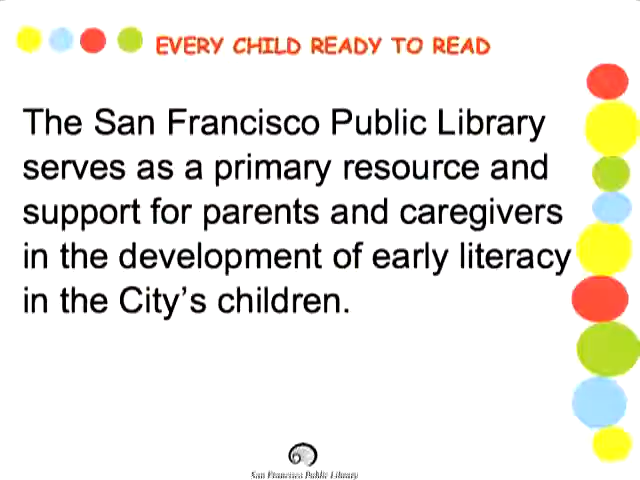 EVERY CHILD READY TO READ
The San Francisco Public Library
serves as a primary resource and
support for parents and caregivers
in the development of early literacy
in the City’s children.
San Francisco Public Library